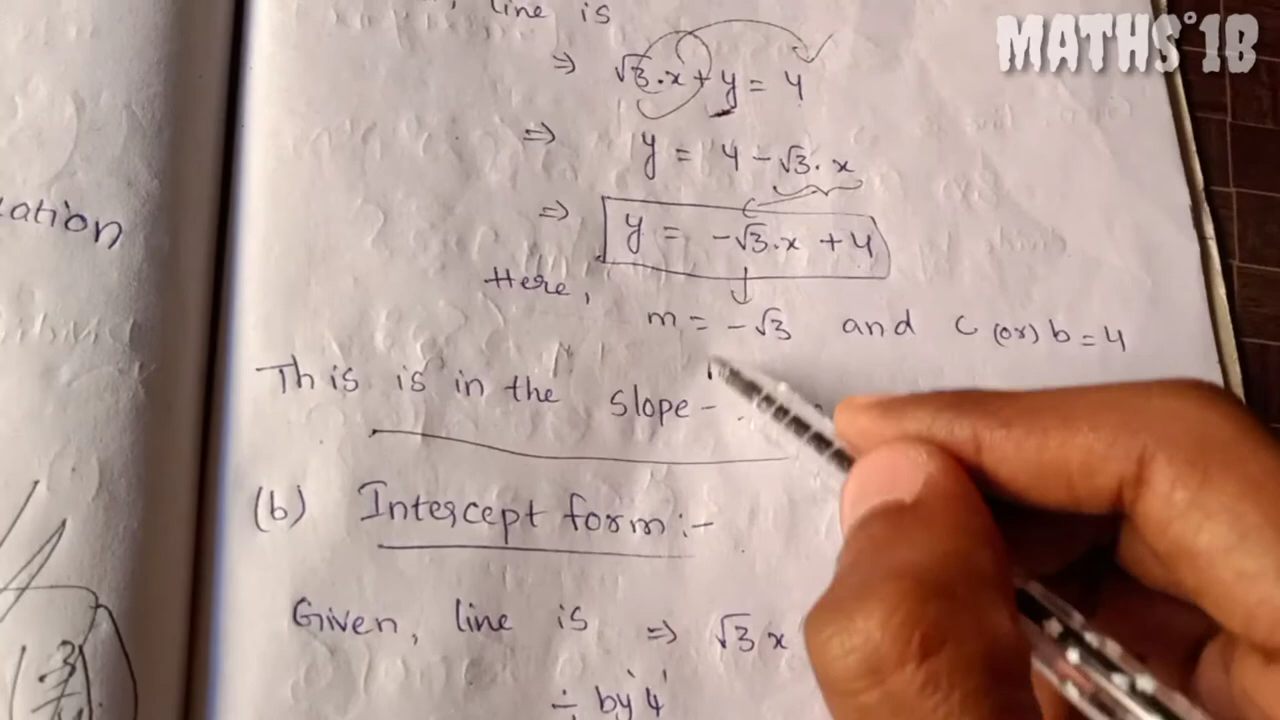 MATHS°1B
line is
⇒ √3.x + y = 4
⇒ y = 4 - √3. x
⇒ y = -√3.x + 4
Here,
m = -√3 and c (or) b = 4
This is in the slope -
(b) Intercept form :-
Given, line is ⇒ √3 x
÷ by '4'